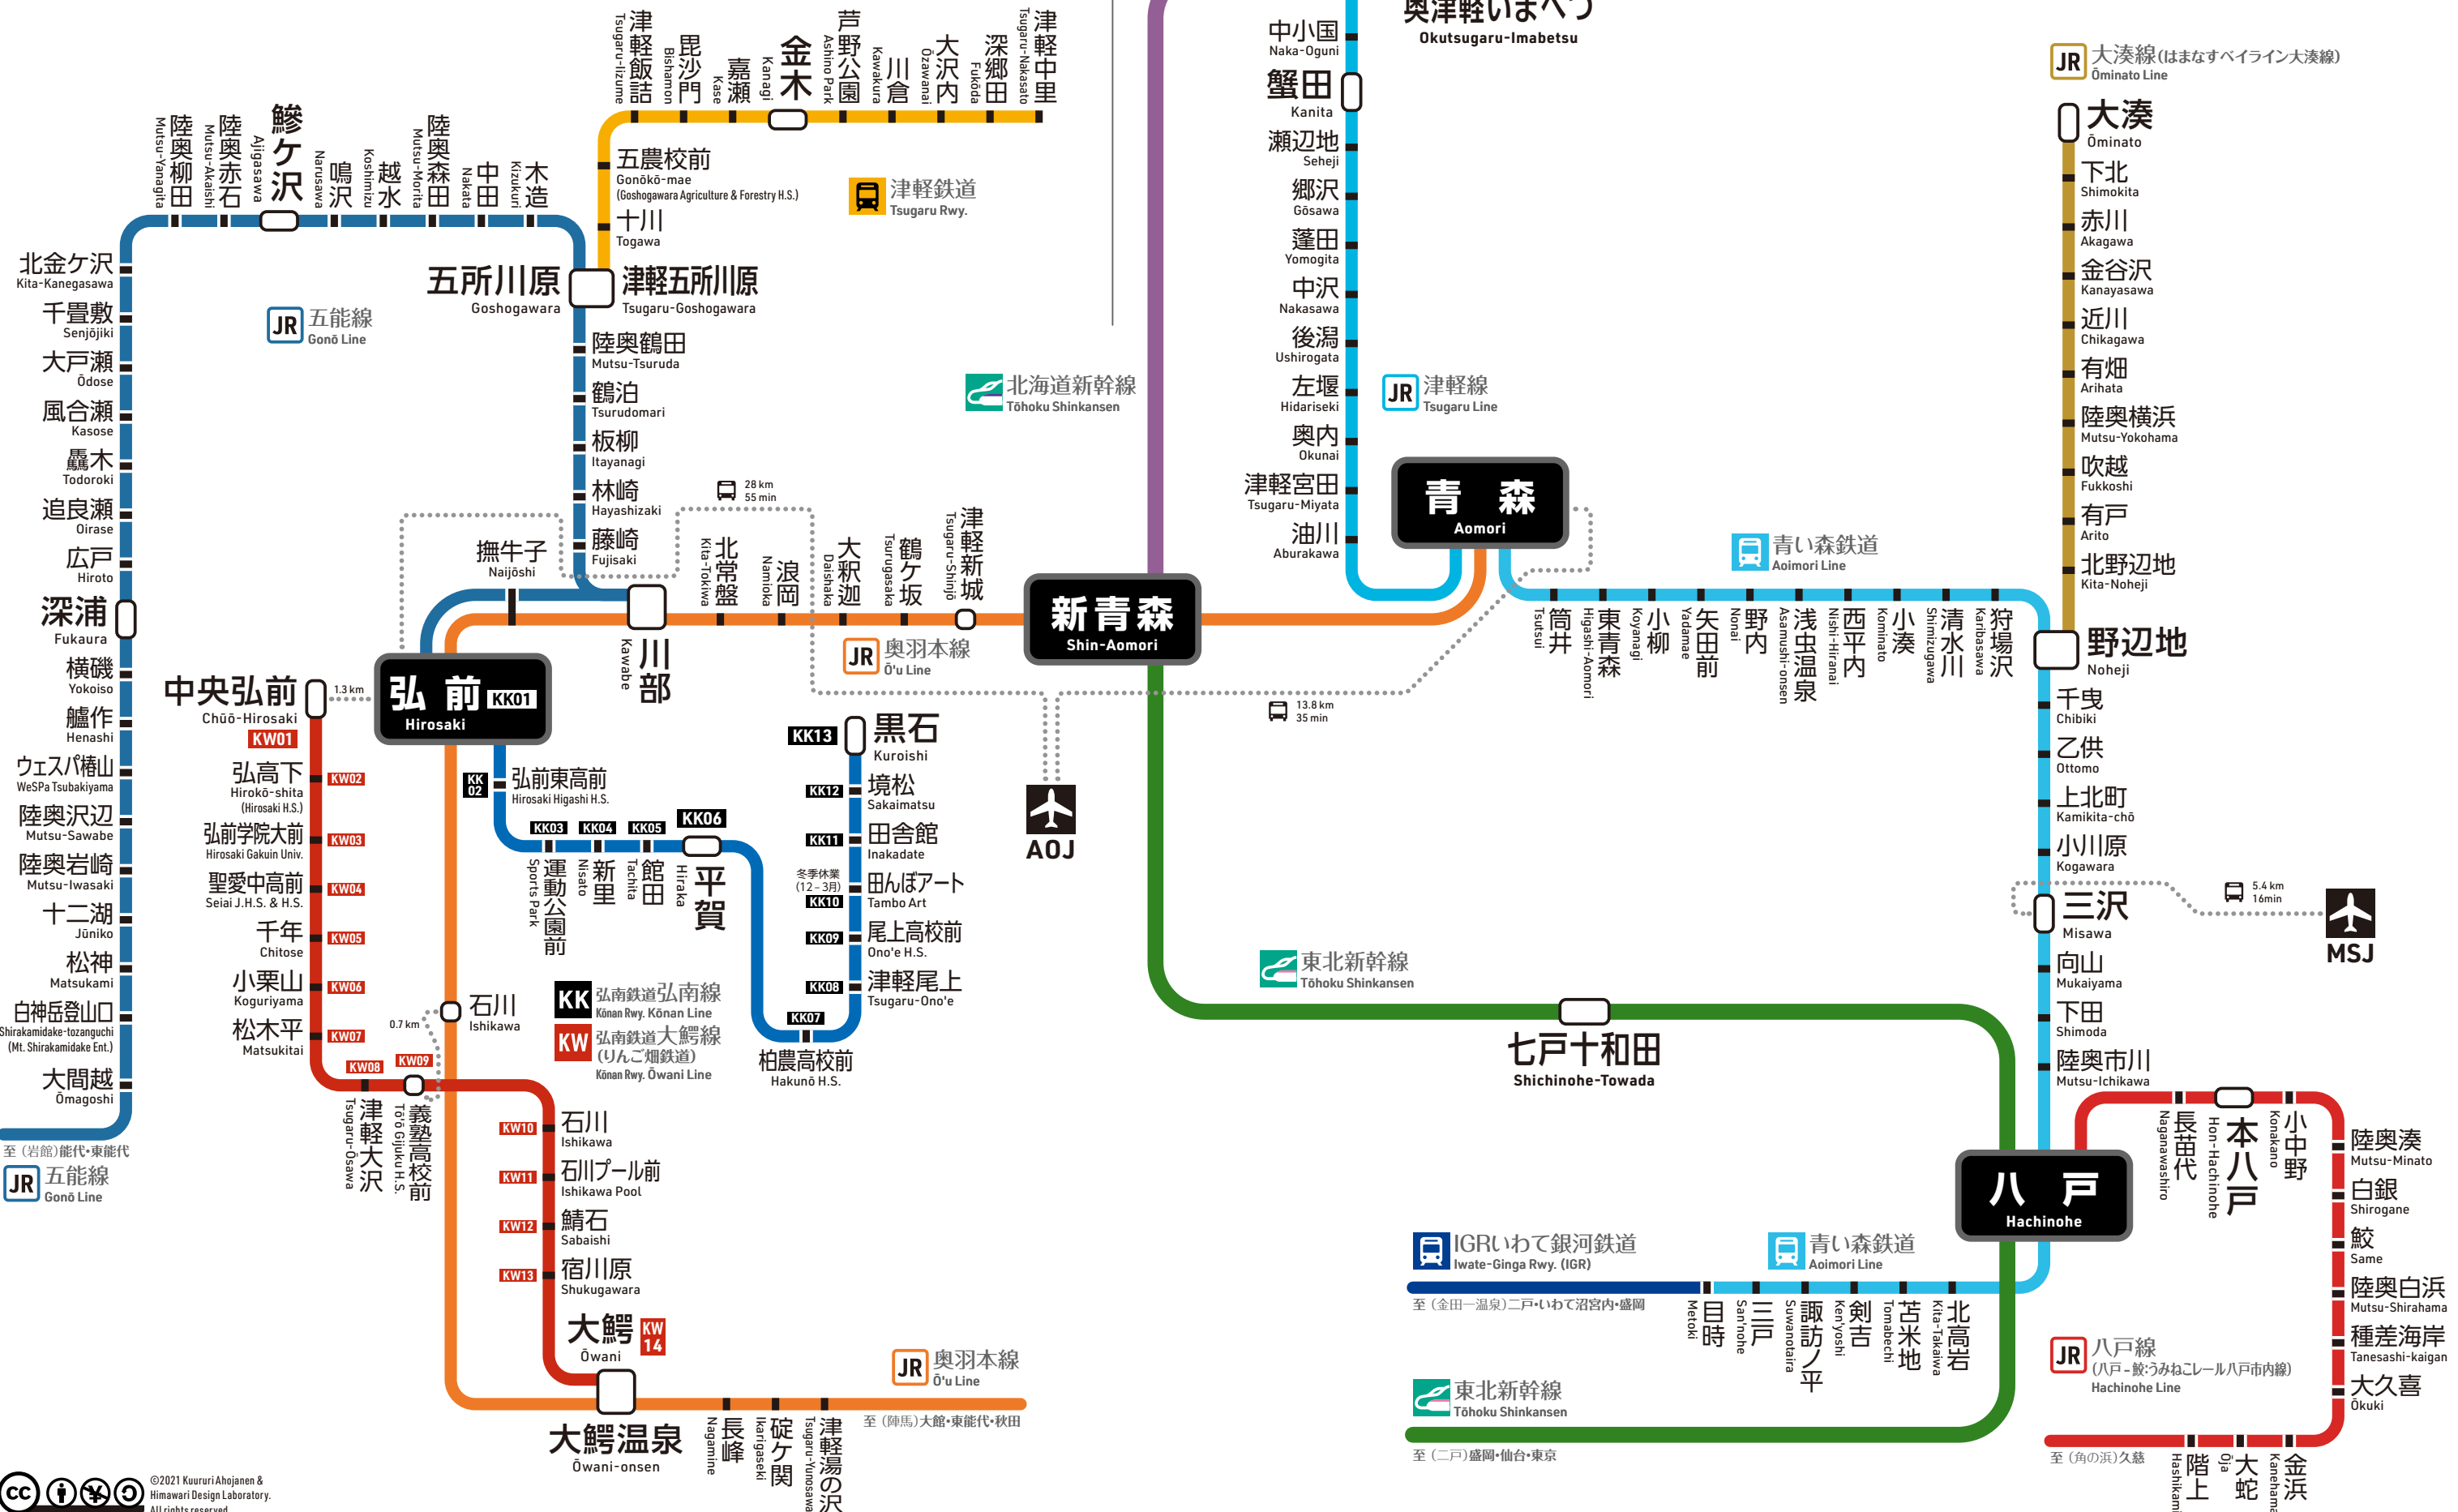 奥津軽いまべつ
Okutsugaru-Imabetsu
津軽飯詰
Tsugaru-Iizume
毘沙門
Bishamon
嘉瀬
Kase
金木
Kanagi
芦野公園
Ashino Park
川倉
Kawakura
大沢内
Ōzawanai
深郷田
Fukōda
津軽中里
Tsugaru-Nakasato
五農校前
Gonōkō-mae
(Goshogawara Agriculture & Forestry H.S.)
十川
Togawa
津軽鉄道
Tsugaru Rwy.
陸奥柳田
Mutsu-Yanagita
陸奥赤石
Mutsu-Akaishi
鰺ケ沢
Ajigasawa
鳴沢
Narusawa
越水
Koshimizu
陸奥森田
Mutsu-Morita
中田
Nakata
木造
Kizukuri
五所川原
Goshogawara
津軽五所川原
Tsugaru-Goshogawara
JR 五能線
Gonō Line
陸奥鶴田
Mutsu-Tsuruda
鶴泊
Tsurudomari
板柳
Itayanagi
林崎
Hayashizaki
藤崎
Fujisaki
北金ケ沢
Kita-Kanegasawa
千畳敷
Senjōjiki
大戸瀬
Ōdose
風合瀬
Kasose
驫木
Todoroki
追良瀬
Oirase
広戸
Hiroto
深浦
Fukaura
横磯
Yokoiso
艫作
Henashi
ウェスパ椿山
WeSPa Tsubakiyama
陸奥沢辺
Mutsu-Sawabe
陸奥岩崎
Mutsu-Iwasaki
十二湖
Jūniko
松神
Matsukami
白神岳登山口
Shirakamidake-tozanguchi
(Mt. Shirakamidake Ent.)
大間越
Ōmagoshi
至 (岩館)能代・東能代
JR 五能線
Gonō Line
撫牛子
Naijōshi
28 km
55 min
川部
Kawabe
北常盤
Kita-Tokiwa
浪岡
Namioka
大釈迦
Daishaka
鶴ケ坂
Tsurugasaka
津軽新城
Tsugaru-Shinjō
JR 奥羽本線
Ō'u Line
新青森
Shin-Aomori
北海道新幹線
Tōhoku Shinkansen
中小国
Naka-Oguni
蟹田
Kanita
瀬辺地
Seheji
郷沢
Gōsawa
蓬田
Yomogita
中沢
Nakasawa
後潟
Ushirogata
左堰
Hidariseki
奥内
Okunai
津軽宮田
Tsugaru-Miyata
油川
Aburakawa
JR 津軽線
Tsugaru Line
青森
Aomori
青い森鉄道
Aoimori Line
筒井
Tsutsui
東青森
Higashi-Aomori
小柳
Koyanagi
矢田前
Yadamae
野内
Nonai
浅虫温泉
Asamushi-onsen
西平内
Nishi-Hiranai
小湊
Kominato
清水川
Shimizugawa
狩場沢
Karibasawa
JR 大湊線(はまなすベイライン大湊線)
Ōminato Line
大湊
Ōminato
下北
Shimokita
赤川
Akagawa
金谷沢
Kanayasawa
近川
Chikagawa
有畑
Arihata
陸奥横浜
Mutsu-Yokohama
吹越
Fukkoshi
有戸
Arito
北野辺地
Kita-Noheji
野辺地
Noheji
千曳
Chibiki
乙供
Ottomo
上北町
Kamikita-chō
小川原
Kogawara
三沢
Misawa
5.4 km
16min
MSJ
向山
Mukaiyama
下田
Shimoda
陸奥市川
Mutsu-Ichikawa
13.8 km
35 min
AOJ
中央弘前
Chūō-Hirosaki
KW01
1.3 km
弘前 KK01
Hirosaki
弘高下
Hirokō-shita
(Hirosaki H.S.)
KW02
弘前学院大前
Hirosaki Gakuin Univ.
KW03
聖愛中高前
Seiai J.H.S. & H.S.
KW04
千年
Chitose
KW05
小栗山
Koguriyama
KW06
松木平
Matsukitai
KW07
KW08
津軽大沢
Tsugaru-Ōsawa
KW09
義塾高校前
Tō'ō Gijuku H.S.
0.7 km
石川
Ishikawa
KW10
石川
Ishikawa
KW11
石川プール前
Ishikawa Pool
KW12
鯖石
Sabaishi
KW13
宿川原
Shukugawara
大鰐
Ōwani
KW
14
大鰐温泉
Ōwani-onsen
長峰
Nagamine
碇ケ関
Ikarigaseki
津軽湯の沢
Tsugaru-Yunosawa
JR 奥羽本線
Ō'u Line
至 (陣馬)大館・東能代・秋田
KK
02
弘前東高前
Hirosaki Higashi H.S.
KK03
運動公園前
Sports Park
KK04
新里
Nisato
KK05
館田
Tachita
KK06
平賀
Hiraka
KK07
柏農高校前
Hakunō H.S.
KK08
津軽尾上
Tsugaru-Ono'e
KK09
尾上高校前
Ono'e H.S.
冬季休業
(12–3月)
KK10
田んぼアート
Tambo Art
KK11
田舎館
Inakadate
KK12
境松
Sakaimatsu
KK13
黒石
Kuroishi
KK 弘南鉄道弘南線
Kōnan Rwy. Kōnan Line
KW 弘南鉄道大鰐線
(りんご畑鉄道)
Kōnan Rwy. Ōwani Line
東北新幹線
Tōhoku Shinkansen
七戸十和田
Shichinohe-Towada
八戸
Hachinohe
長苗代
Naganawashiro
本八戸
Hon-Hachinohe
小中野
Konakano
陸奥湊
Mutsu-Minato
白銀
Shirogane
鮫
Same
陸奥白浜
Mutsu-Shirahama
種差海岸
Tanesashi-kaigan
大久喜
Ōkuki
金浜
Kanehama
大蛇
Ōja
階上
Hashikami
至 (角の浜)久慈
JR 八戸線
(八戸-鮫:うみねこレール八戸市内線)
Hachinohe Line
IGRいわて銀河鉄道
Iwate-Ginga Rwy. (IGR)
青い森鉄道
Aoimori Line
至 (金田一温泉)二戸・いわて沼宮内・盛岡
目時
Metoki
三戸
San'nohe
諏訪ノ平
Suwanotaira
剣吉
Ken'yoshi
苫米地
Tomabechi
北高岩
Kita-Takaiwa
東北新幹線
Tōhoku Shinkansen
至 (二戸)盛岡・仙台・東京
cc
©2021 Kuururi Ahojanen &
Himawari Design Laboratory.
All rights reserved